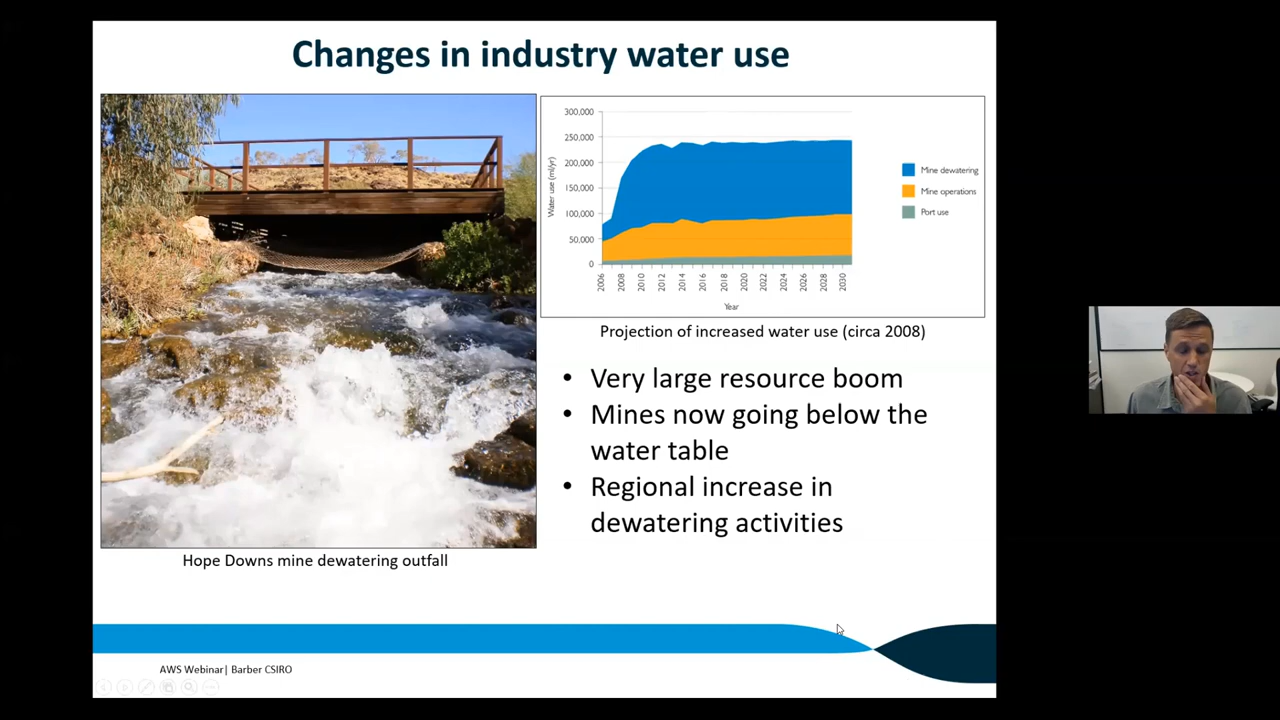 Changes in industry water use
300,000
250,000
200,000
150,000
100,000
50,000
0
Water use (ml/yr)
2006
2008
2010
2012
2014
2016
2018
2020
2022
2024
2026
2028
2030
Year
Mine dewatering
Mine operations
Port use
Projection of increased water use (circa 2008)
• Very large resource boom
• Mines now going below the
water table
• Regional increase in
dewatering activities
Hope Downs mine dewatering outfall
AWS Webinar| Barber CSIRO